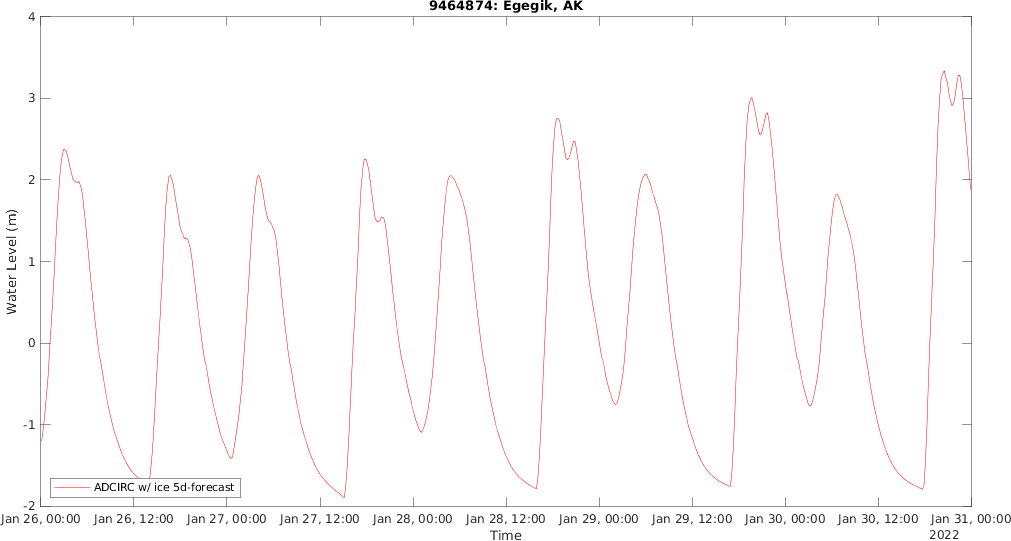 9464874: Egegik, AK
4
3
2
1
0
-1
-2
Water Level (m)
ADCIRC w/ ice 5d-forecast
Jan 26, 00:00 Jan 26, 12:00 Jan 27, 00:00 Jan 27, 12:00 Jan 28, 00:00 Jan 28, 12:00 Jan 29, 00:00 Jan 29, 12:00 Jan 30, 00:00 Jan 30, 12:00 Jan 31, 00:00
Time
2022